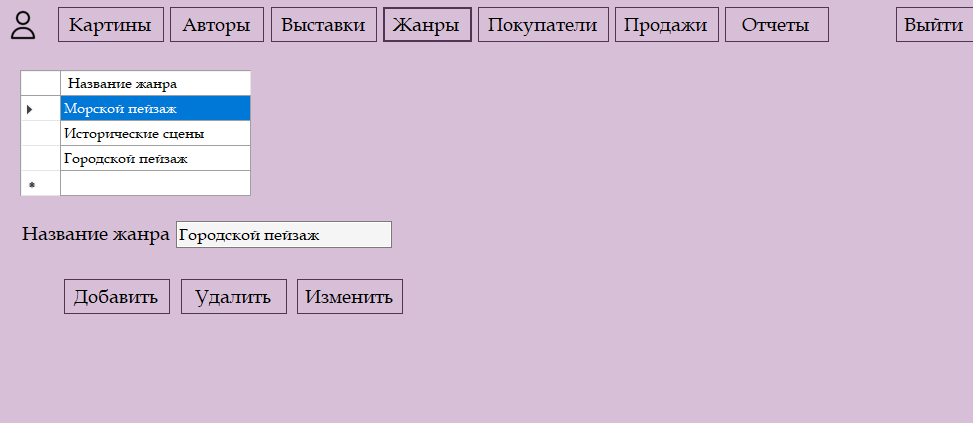 Картины Авторы Выставки Жанры Покупатели Продажи Отчеты Выйти
Название жанра
Морской пейзаж
Исторические сцены
Городской пейзаж
Название жанра Городской пейзаж
Добавить Удалить Изменить